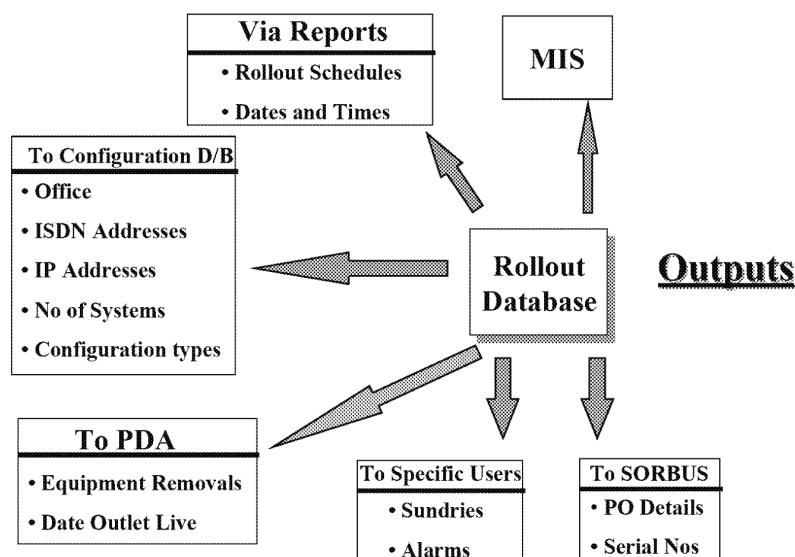 Via Reports
• Rollout Schedules
• Dates and Times
MIS
To Configuration D/B
• Office
• ISDN Addresses
• IP Addresses
• No of Systems
• Configuration types
Rollout
Database
Outputs
To PDA
• Equipment Removals
• Date Outlet Live
To Specific Users
• Sundries
• Alarms
To SORBUS
• PO Details
• Serial Nos